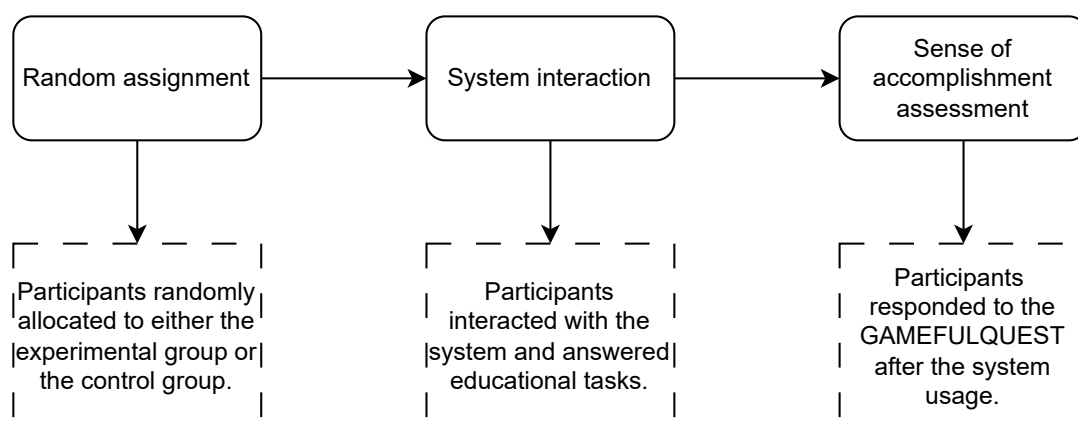 Random assignment
System interaction
Sense of
accomplishment
assessment
Participants randomly
allocated to either the
experimental group or
the control group.
Participants
interacted with the
system and answered
educational tasks.
Participants
responded to the
GAMEFULQUEST
after the system
usage.